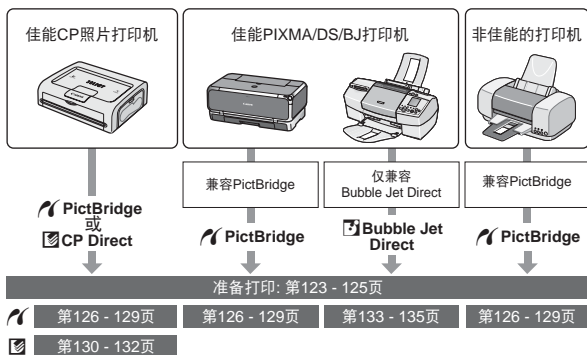 佳能CP照片打印机
佳能PIXMA/DS/BJ打印机
非佳能的打印机
兼容PictBridge
仅兼容
Bubble Jet Direct
兼容PictBridge
PictBridge
或
CP Direct
PictBridge
Bubble Jet
Direct
PictBridge
准备打印: 第123 - 125页
第126 - 129页
第126 - 129页
第133 - 135页
第126 - 129页
第130 - 132页